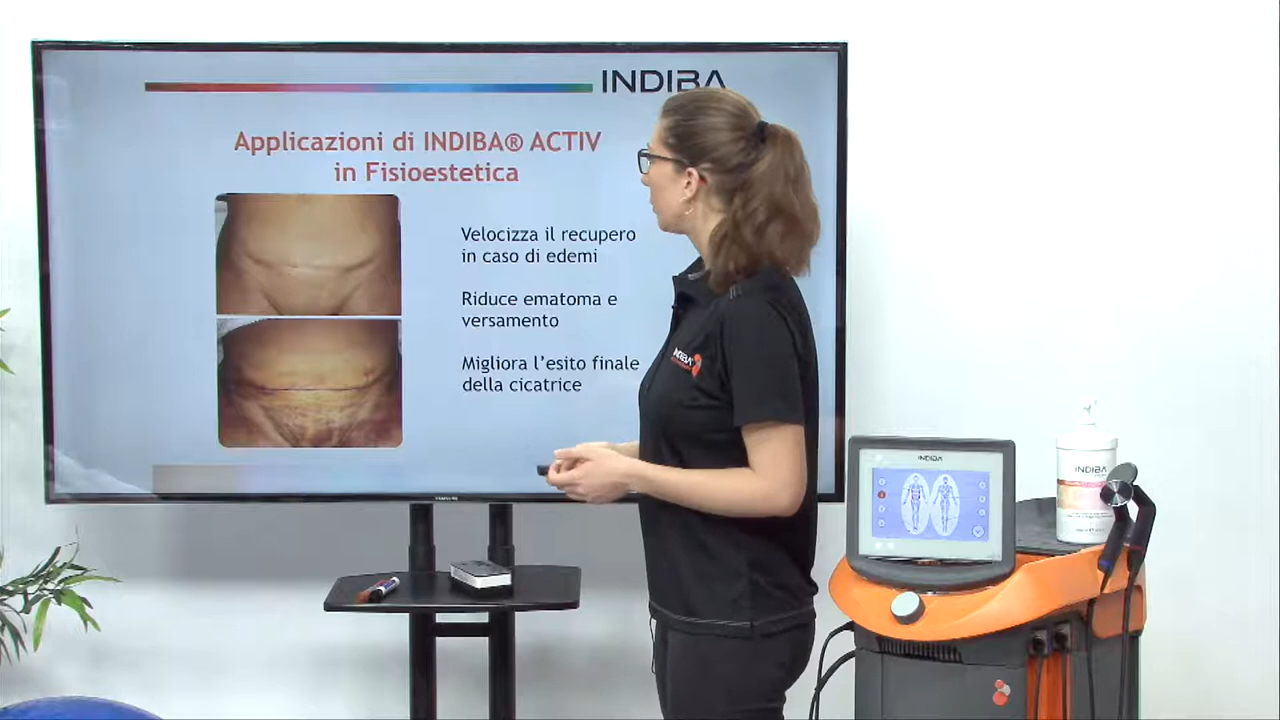 INDIBA
Applicazioni di INDIBA® ACTIV
in Fisioestetica
Velocizza il recupero
in caso di edemi
Riduce ematoma e
versamento
Migliora l'esito finale
della cicatrice
INDIBA
INDIBA
INDIBA